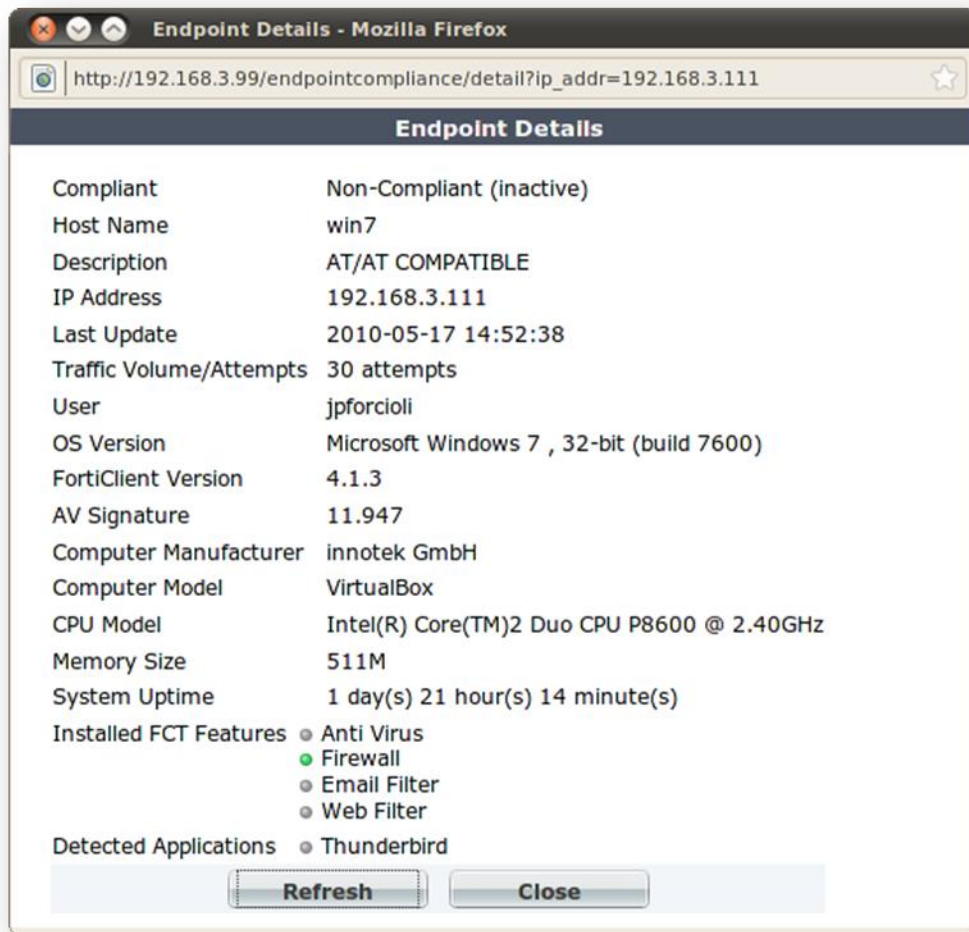 Endpoint Details - Mozilla Firefox
http://192.168.3.99/endpointcompliance/detail?ip_addr=192.168.3.111
Endpoint Details
Compliant Non-Compliant (inactive)
Host Name win7
Description AT/AT COMPATIBLE
IP Address 192.168.3.111
Last Update 2010-05-17 14:52:38
Traffic Volume/Attempts 30 attempts
User jpforcioli
OS Version Microsoft Windows 7 , 32-bit (build 7600)
FortiClient Version 4.1.3
AV Signature 11.947
Computer Manufacturer innotek GmbH
Computer Model VirtualBox
CPU Model Intel(R) Core(TM)2 Duo CPU P8600 @ 2.40GHz
Memory Size 511M
System Uptime 1 day(s) 21 hour(s) 14 minute(s)
Installed FCT Features Anti Virus
Firewall
Email Filter
Web Filter
Detected Applications Thunderbird
Refresh Close